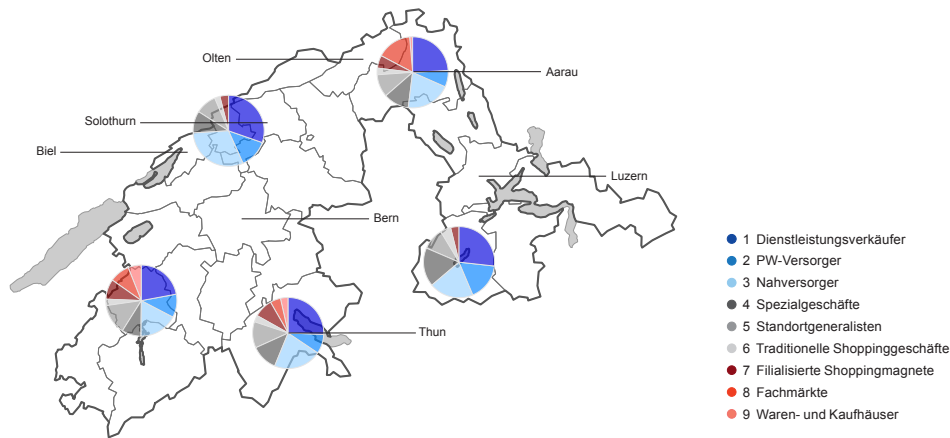 Olten
Aarau
Solothurn
Biel
Luzern
Bern
Thun
1 Dienstleistungsverkäufer
2 PW-Versorger
3 Nahversorger
4 Spezialgeschäfte
5 Standortgeneralisten
6 Traditionelle Shoppinggeschäfte
7 Filialisierte Shoppingmagnete
8 Fachmärkte
9 Waren- und Kaufhäuser